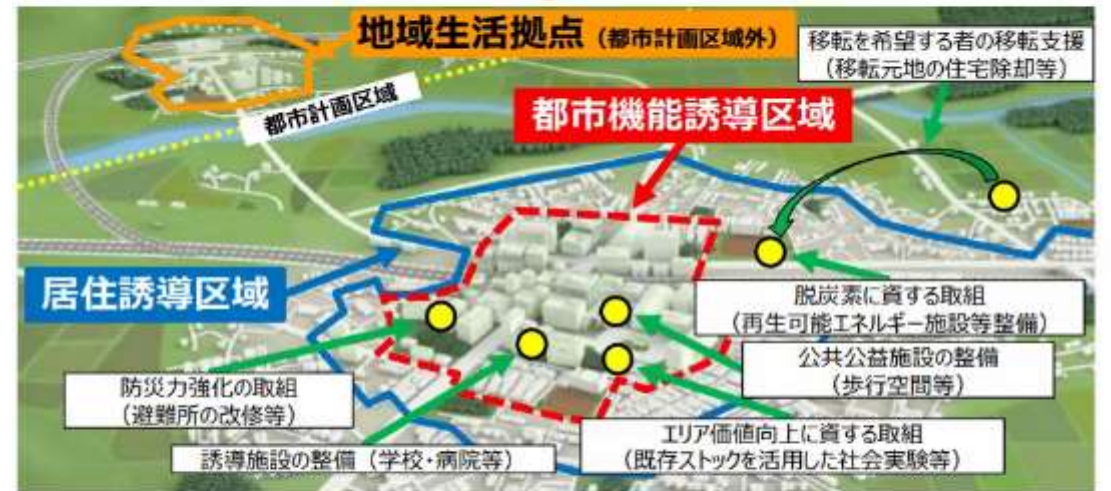 地域生活拠点(都市計画区域外)
移転を希望する者の移転支援
(移転元地の住宅除却等)
都市計画区域
都市機能誘導区域
居住誘導区域
脱炭素に資する取組
(再生可能エネルギー施設等整備)
公共公益施設の整備
(歩行空間等)
防災力強化の取組
(避難所の改修等)
エリア価値向上に資する取組
(既存ストックを活用した社会実験等)
誘導施設の整備(学校・病院等)